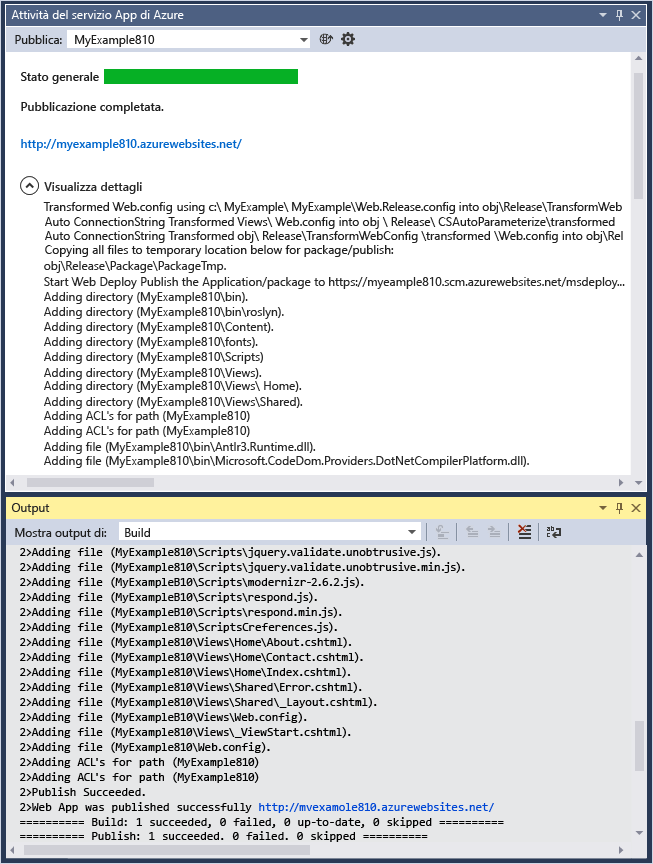 Attività del servizio App di Azure
Pubblica: MyExample810
Stato generale
Pubblicazione completata.
http://myexample810.azurewebsites.net/
Visualizza dettagli
Transformed Web.config using c:\ MyExample\ MyExample\Web.Release.config into obj\Release\TransformWeb
Auto ConnectionString Transformed Views\ Web.config into obj \ Release\ CSAutoParameterize\transformed
Auto ConnectionString Transformed obj\ Release\TransformWebConfig \transformed \Web.config into obj\Rel
Copying all files to temporary location below for package/publish:
obj\Release\Package\PackageTmp.
Start Web Deploy Publish the Application/package to https://myeample810.scm.azurewebsites.net/msdeploy...
Adding directory (MyExample810\bin).
Adding directory (MyExample810\bin\roslyn).
Adding directory (MyExample810\Content).
Adding directory (MyExample810\fonts).
Adding directory (MyExample810\Scripts)
Adding directory (MyExample810\Views).
Adding directory (MyExample810\Views\ Home).
Adding directory (MyExample810\Views\Shared).
Adding ACL's for path (MyExample810)
Adding ACL's for path (MyExample810)
Adding file (MyExample810\bin\Antlr3.Runtime.dll).
Adding file (MyExample810\bin\Microsoft.CodeDom.Providers.DotNetCompilerPlatform.dll).
Output
Mostra output di: Build
2>Adding file (MyExample810\Scripts\jquery.validate.unobtrusive.js).
2>Adding file (MyExample810\Scripts\jquery.validate.unobtrusive.min.js).
2>Adding file (MyExampleB10\Scripts\modernizr-2.6.2.js).
2>Adding file (MyExampleB10\Scripts\respond.js).
2>Adding file (MyExampleB10\Scripts\respond.min.js).
2>Adding file (MyExample810\ScriptsCreferences.js).
2>Adding file (MyExample810\Views\Home\About.cshtml).
2>Adding file (MyExample810\Views\Home\Contact.cshtml).
2>Adding file (MyExample810\Views\Home\Index.cshtml).
2>Adding file (MyExample810\Views\Shared\Error.cshtml).
2>Adding file (MyExample810\Views\Shared\_Layout.cshtml).
2>Adding file (MyExampleB10\Views\Web.config).
2>Adding file (MyExample810\Views\_ViewStart.cshtml).
2>Adding file (MyExample810\Web.config).
2>Adding ACL's for path (MyExample810)
2>Adding ACL's for path (MyExample810)
2>Publish Succeeded.
2>Web App was published successfully http://mvexamole810.azurewebsites.net/
========== Build: 1 succeeded, 0 failed, 0 up-to-date, 0 skipped ==========
========== Publish: 1 succeeded. 0 failed. 0 skipped ==========